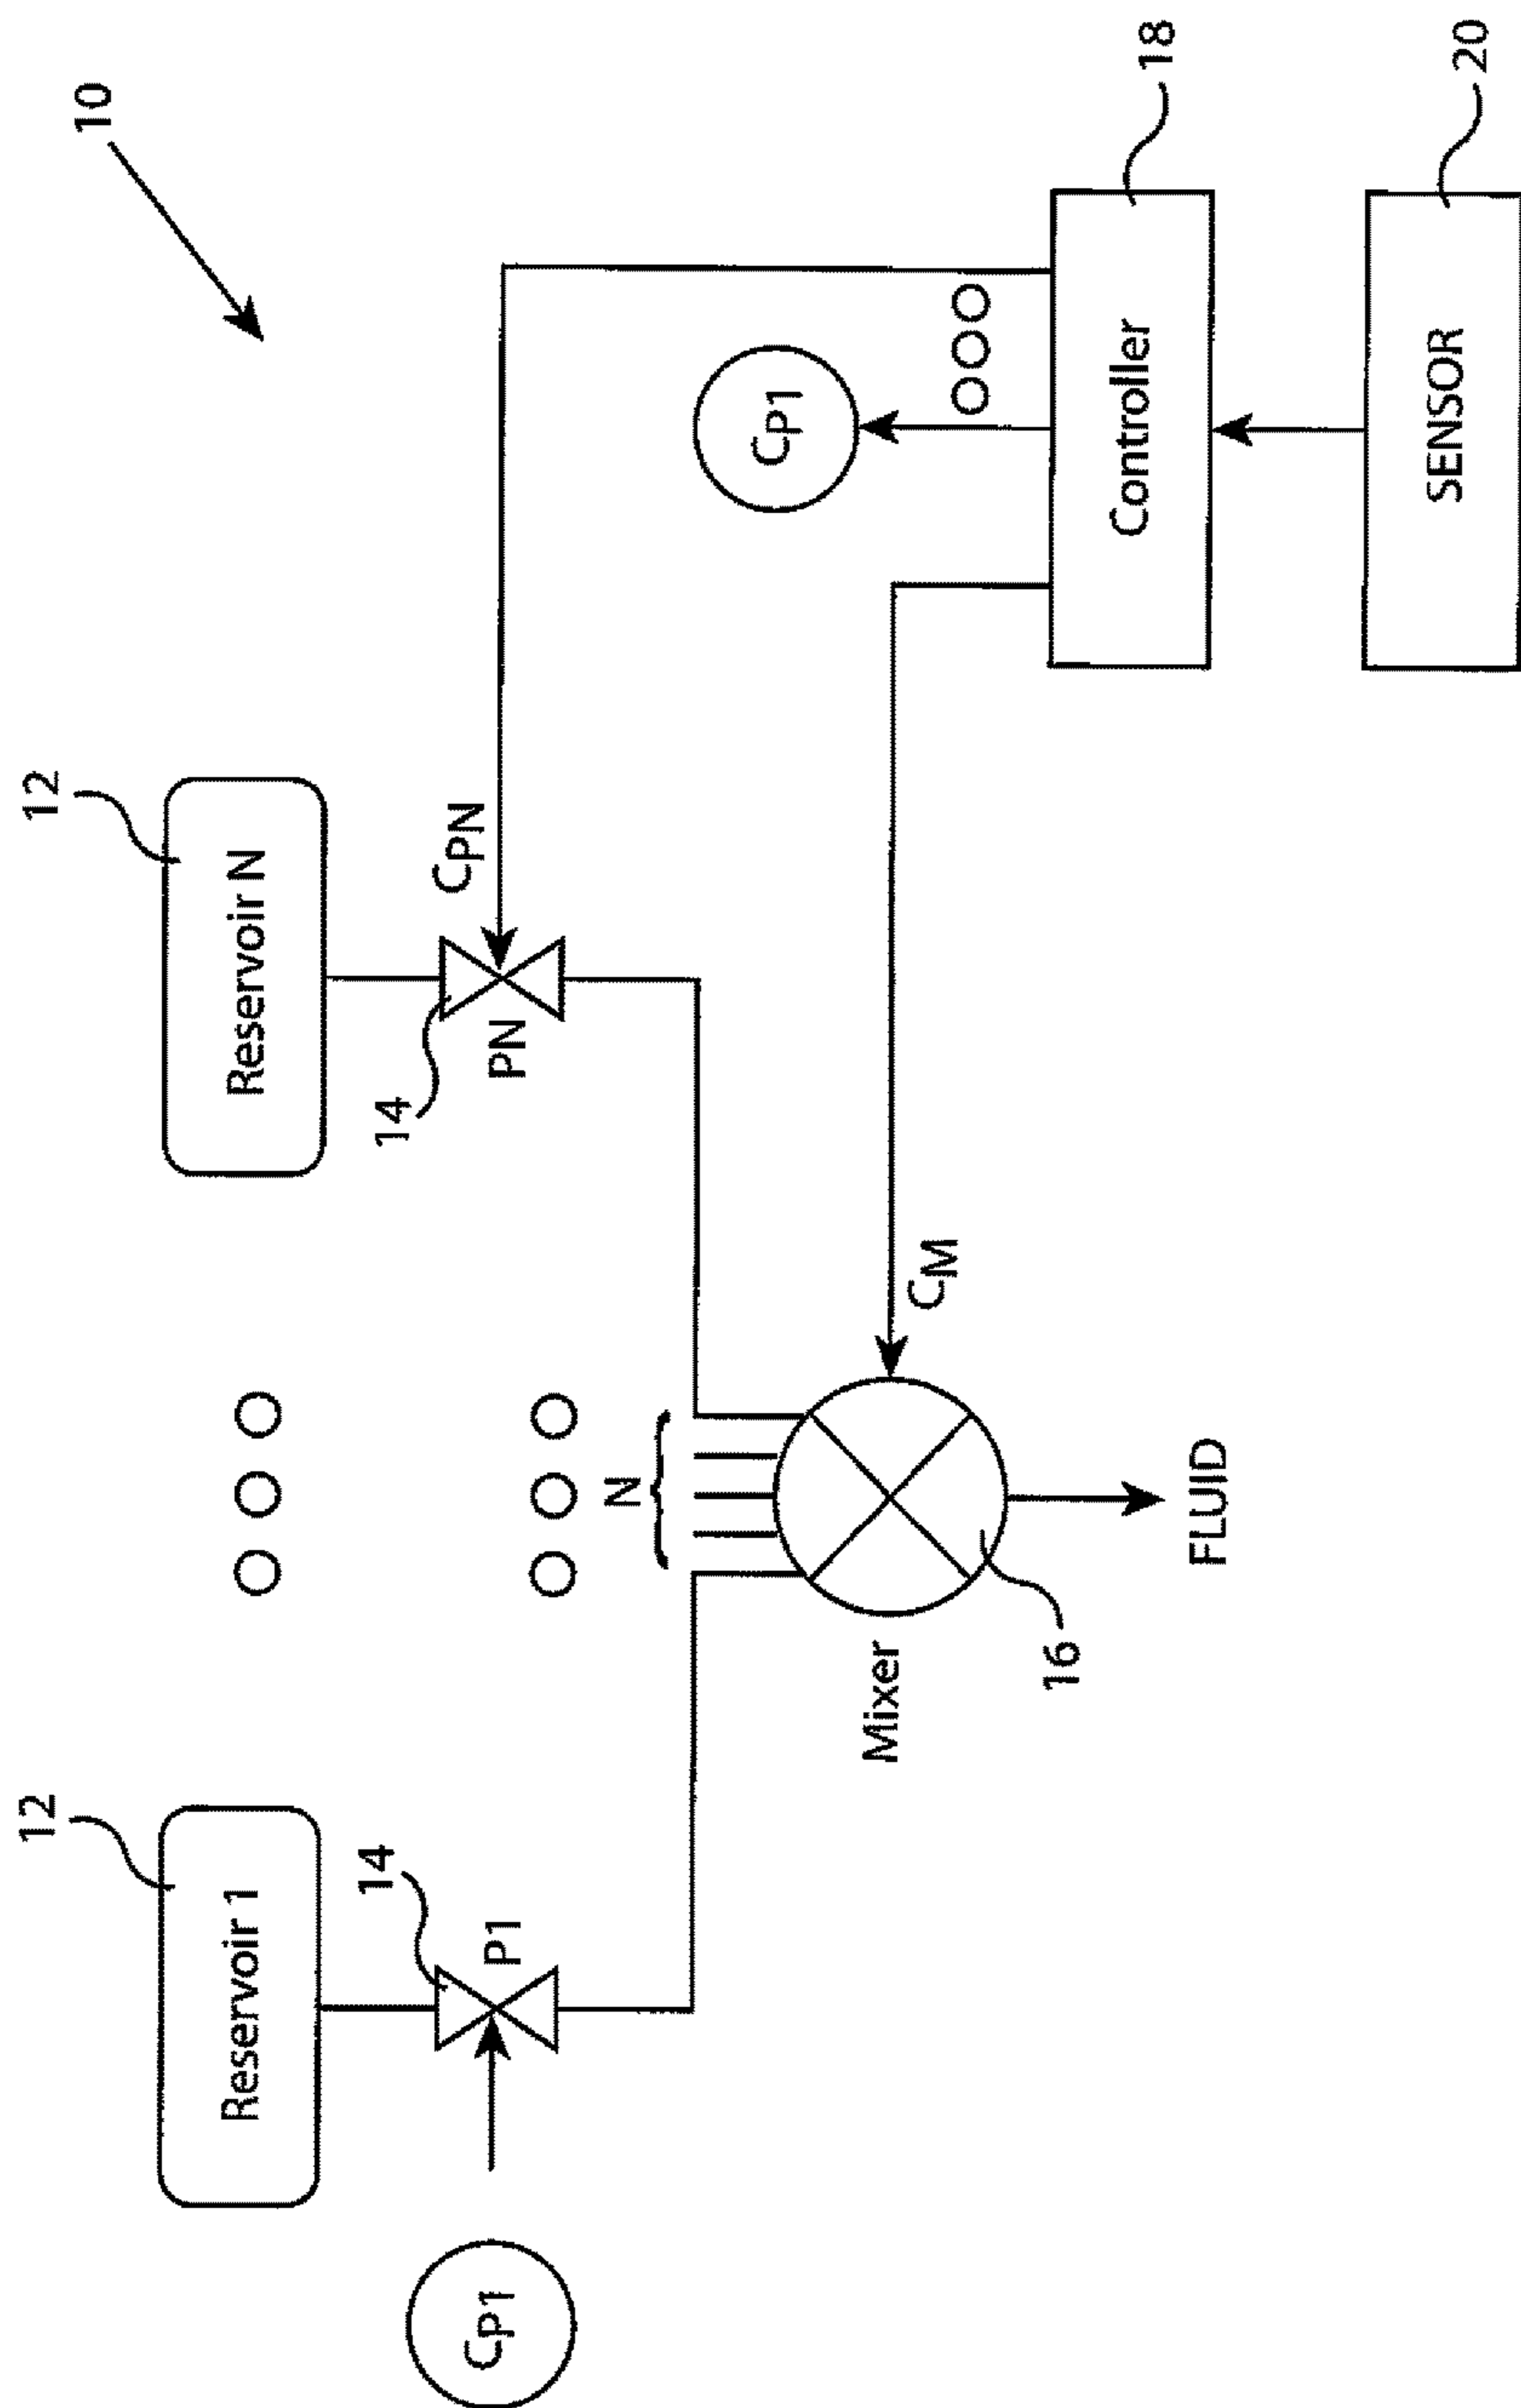 10
12
12
Reservoir 1
Reservoir N
14
P1
14
PN
CPN
CP1
N
CP1
Mixer
CM
16
FLUID
Controller
18
SENSOR
20